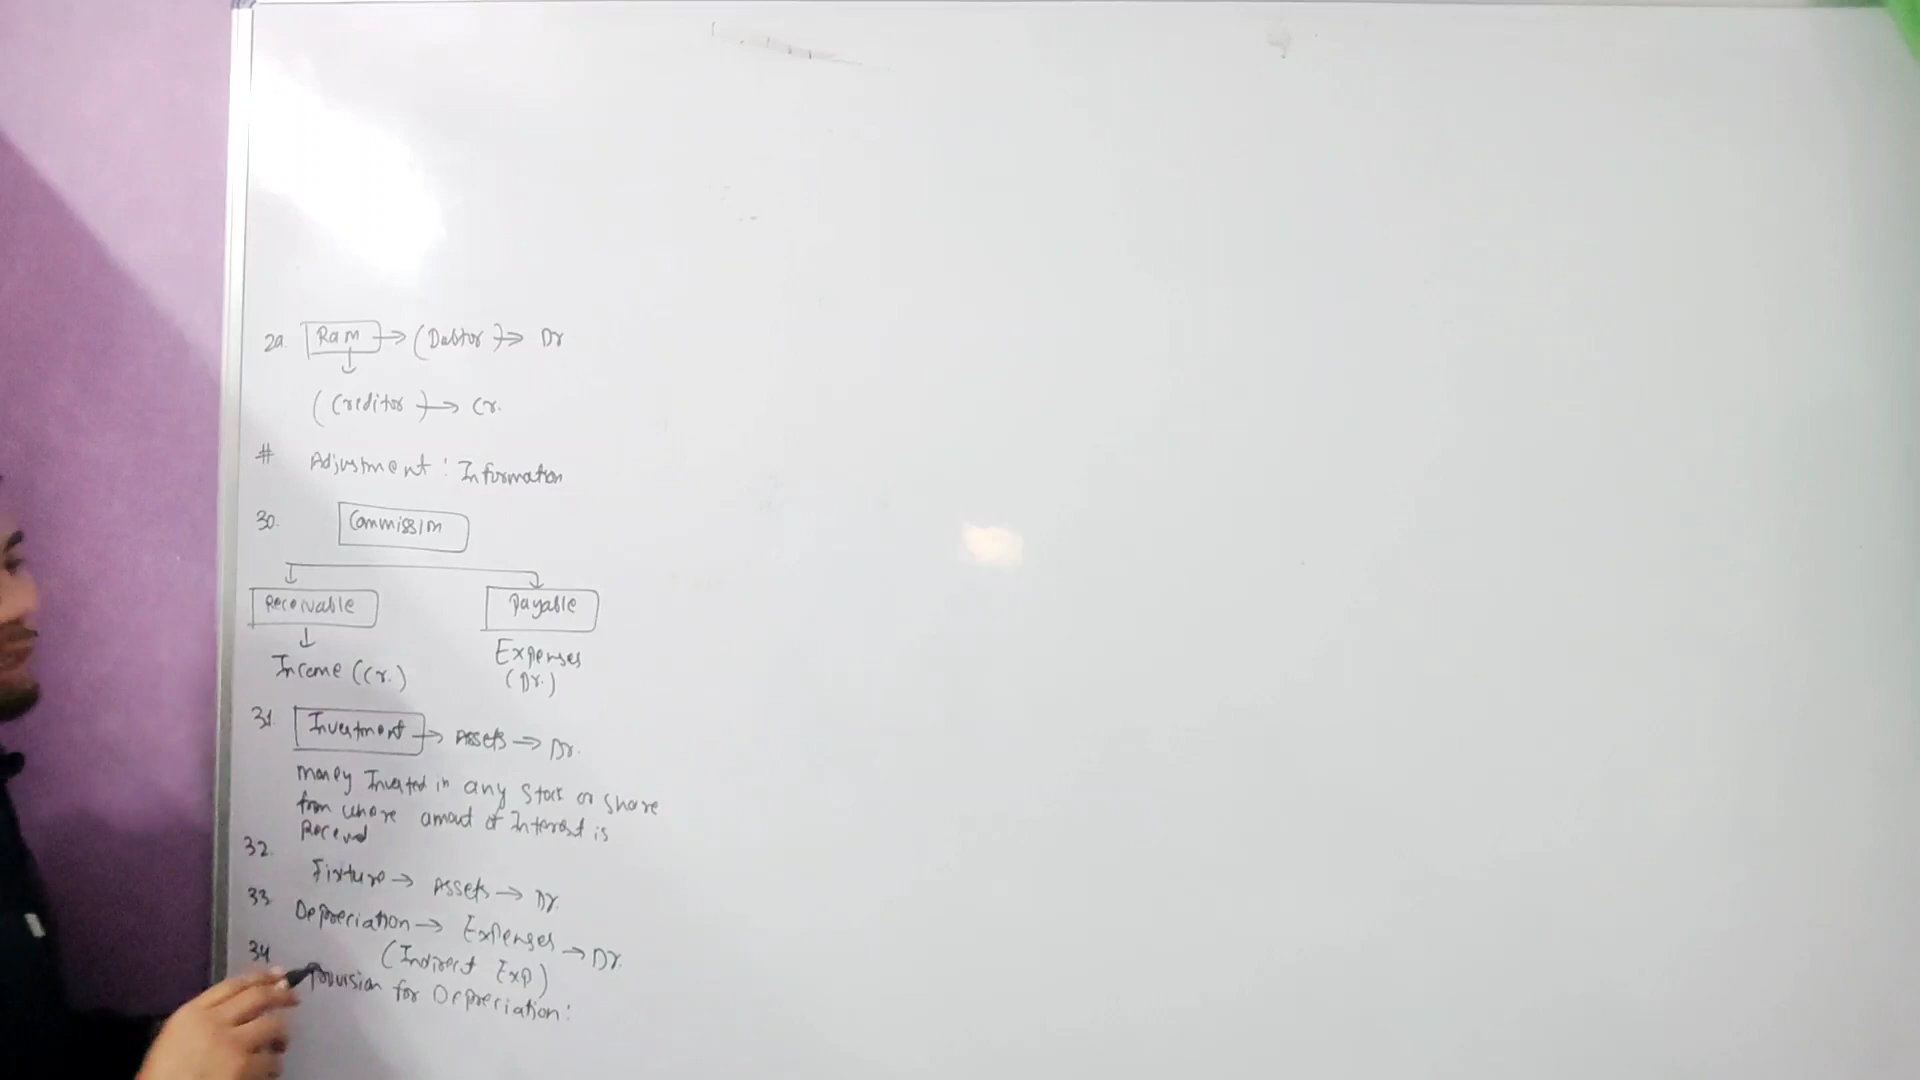 29. Ram → (Debtor) → Dr
(Creditor) → Cr.
# Adjustment : Information
30. Commission
Receivable Payable
Income (Cr.) Expenses
(Dr.)
31. Investment → Assets → Dr.
money Invested in any Stock or Share
from where amount of Interest is
Received
32. Fixture → Assets → Dr.
33 Depreciation → Expenses → Dr.
(Indirect Exp)
34 Provision for Depreciation: